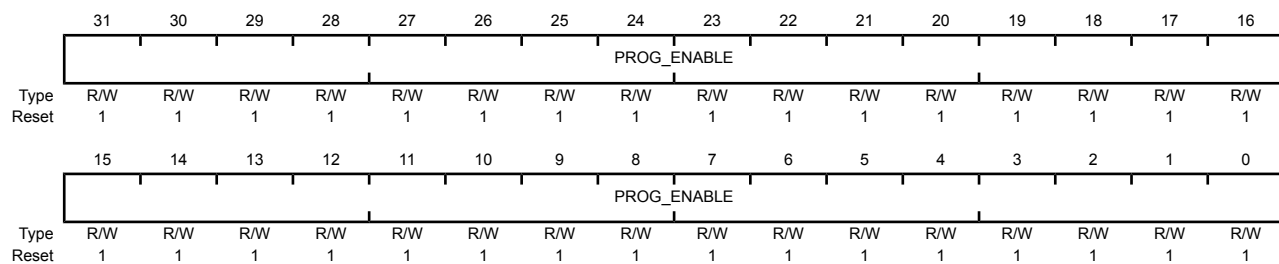 31 30 29 28 27 26 25 24 23 22 21 20 19 18 17 16
PROG_ENABLE
Type R/W R/W R/W R/W R/W R/W R/W R/W R/W R/W R/W R/W R/W R/W R/W R/W
Reset 1 1 1 1 1 1 1 1 1 1 1 1 1 1 1 1
15 14 13 12 11 10 9 8 7 6 5 4 3 2 1 0
PROG_ENABLE
Type R/W R/W R/W R/W R/W R/W R/W R/W R/W R/W R/W R/W R/W R/W R/W R/W
Reset 1 1 1 1 1 1 1 1 1 1 1 1 1 1 1 1